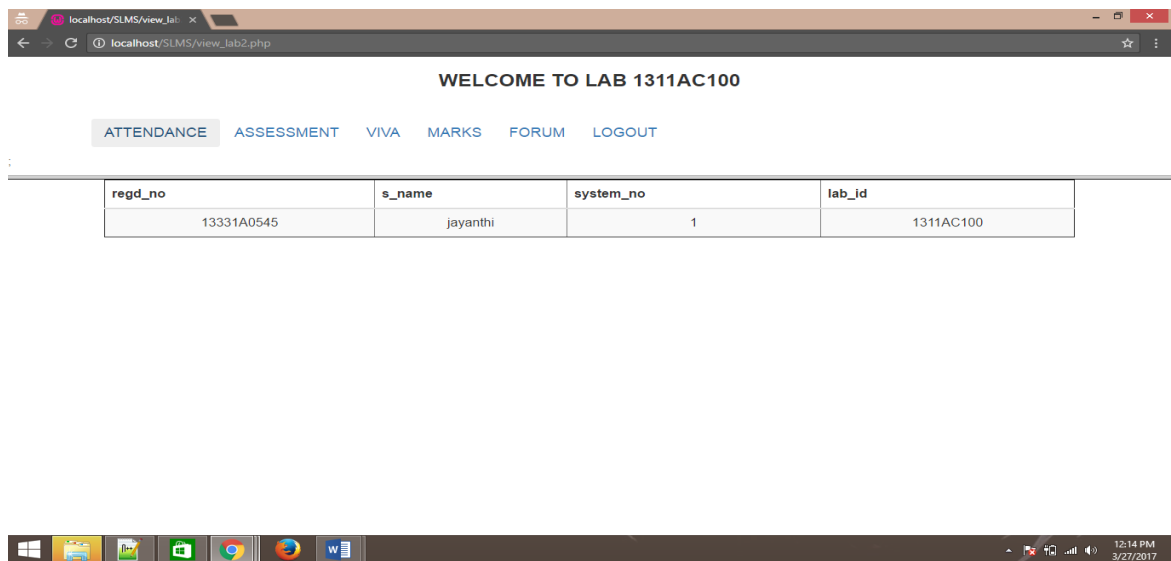 localhost/SLMS/view_lab
localhost/SLMS/view_lab2.php
WELCOME TO LAB 1311AC100
ATTENDANCE ASSESSMENT VIVA MARKS FORUM LOGOUT
;
regd_no s_name system_no lab_id
13331A0545 jayanthi 1 1311AC100
12:14 PM
3/27/2017